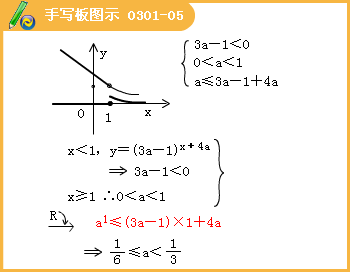 手写板图示 0301-05
y
3a-1<0
0<a<1
a≤3a-1+4a
0 1 x
x<1, y=(3a-1)^{x+4a}
⇒ 3a-1<0
x≥1 ∴0<a<1
R
a¹≤(3a-1)×1+4a
⇒ 1/6≤a<1/3